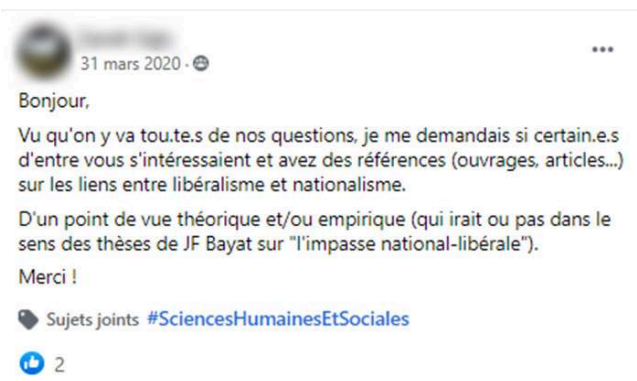 31 mars 2020 ·
Bonjour,
Vu qu'on y va tou.te.s de nos questions, je me demandais si certain.e.s
d'entre vous s'intéressaient et avez des références (ouvrages, articles...)
sur les liens entre libéralisme et nationalisme.
D'un point de vue théorique et/ou empirique (qui irait ou pas dans le
sens des thèses de JF Bayat sur "l'impasse national-libérale").
Merci !
Sujets joints #SciencesHumainesEtSociales
2